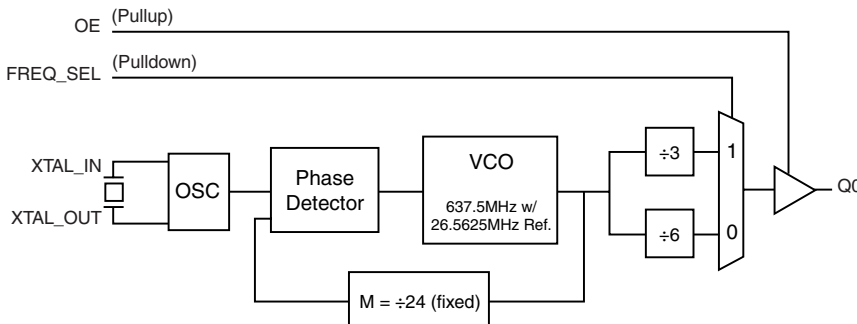 OE (Pullup)
FREQ_SEL (Pulldown)
XTAL_IN
XTAL_OUT
OSC
Phase
Detector
VCO
637.5MHz w/
26.5625MHz Ref.
M = ÷24 (fixed)
÷3
÷6
1
0
Q0